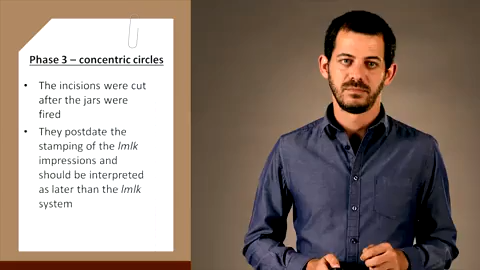 Phase 3 – concentric circles
• The incisions were cut
after the jars were
fired
• They postdate the
stamping of the lmlk
impressions and
should be interpreted
as later than the lmlk
system